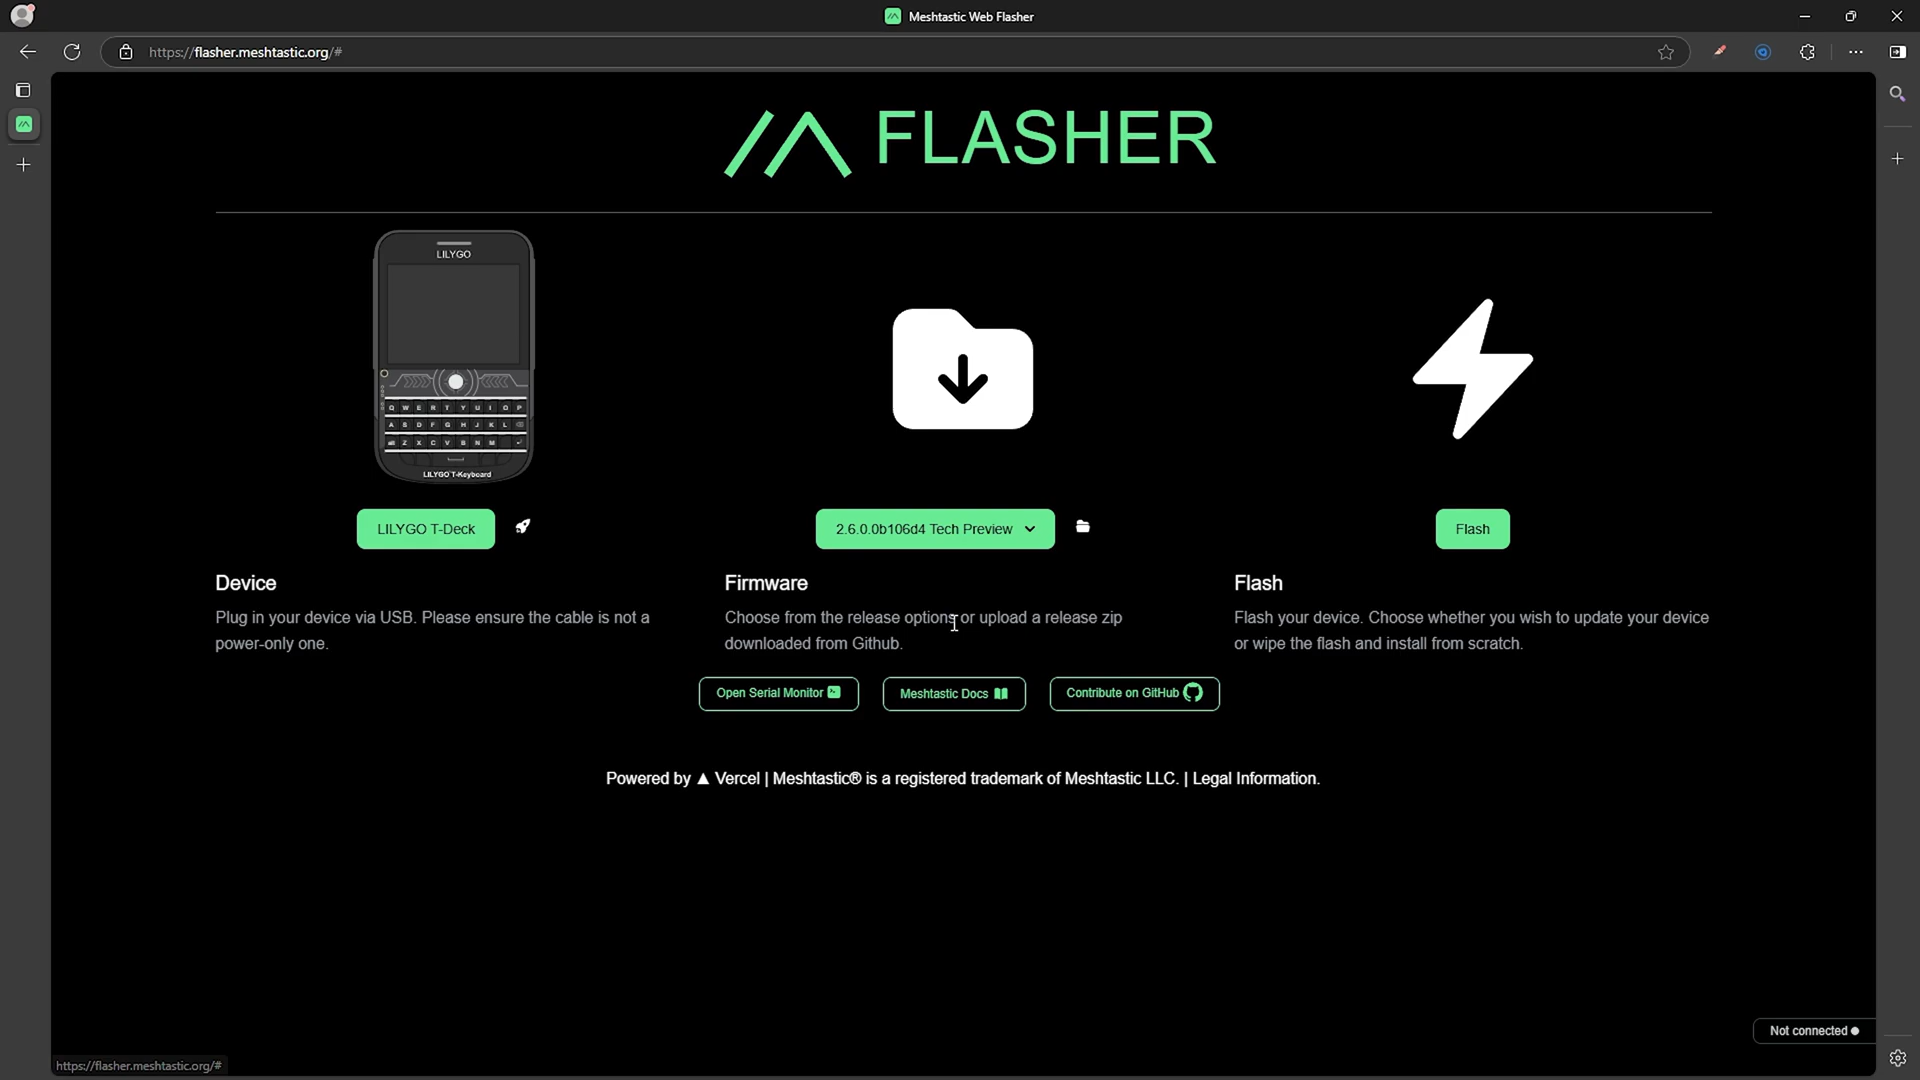 Meshtastic Web Flasher
https://flasher.meshtastic.org/#
FLASHER
LILYGO
Q W E R T Y U I O P
A S D F G H J K L
alt Z X C V B N M
LILYGO T-Keyboard
LILYGO T-Deck
2.6.0.0b106d4 Tech Preview
Flash
Device
Plug in your device via USB. Please ensure the cable is not a
power-only one.
Firmware
Choose from the release options or upload a release zip
downloaded from Github.
Flash
Flash your device. Choose whether you wish to update your device
or wipe the flash and install from scratch.
Open Serial Monitor
Meshtastic Docs
Contribute on GitHub
Powered by ▲ Vercel | Meshtastic® is a registered trademark of Meshtastic LLC. | Legal Information.
Not connected
https://flasher.meshtastic.org/#